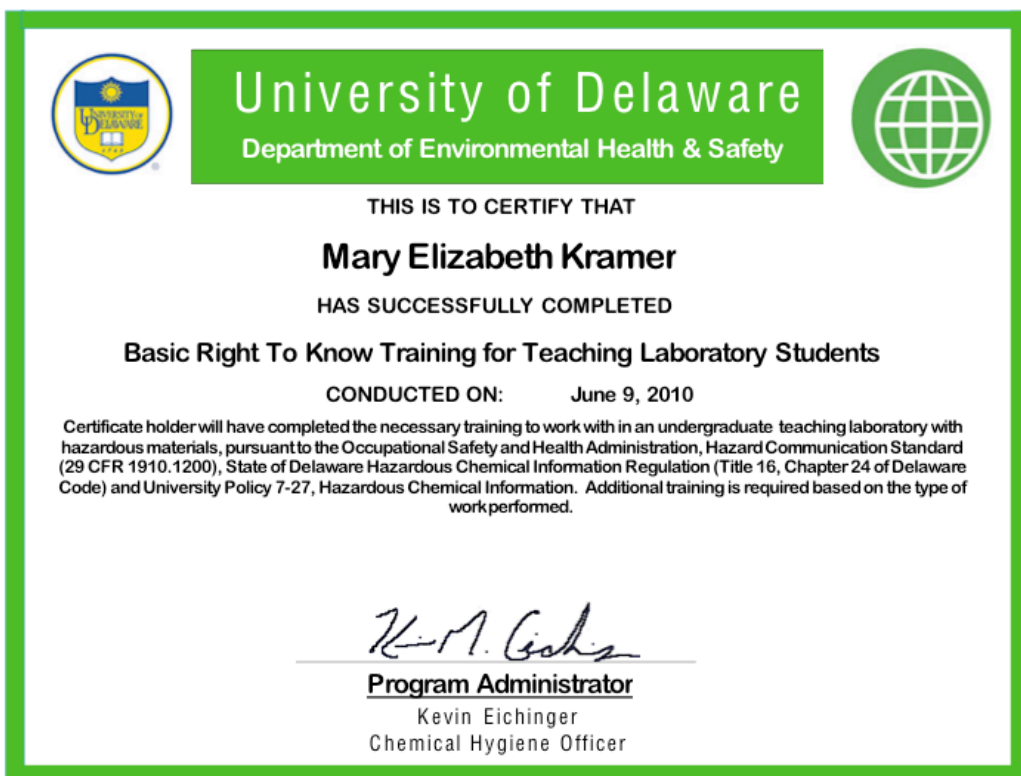 UNIVERSITY OF
DELAWARE
1743
®
University of Delaware
Department of Environmental Health & Safety
THIS IS TO CERTIFY THAT
Mary Elizabeth Kramer
HAS SUCCESSFULLY COMPLETED
Basic Right To Know Training for Teaching Laboratory Students
CONDUCTED ON: June 9, 2010
Certificate holder will have completed the necessary training to work with in an undergraduate teaching laboratory with
hazardous materials, pursuant to the Occupational Safety and Health Administration, Hazard Communication Standard
(29 CFR 1910.1200), State of Delaware Hazardous Chemical Information Regulation (Title 16, Chapter 24 of Delaware
Code) and University Policy 7-27, Hazardous Chemical Information. Additional training is required based on the type of
work performed.
Program Administrator
Kevin Eichinger
Chemical Hygiene Officer